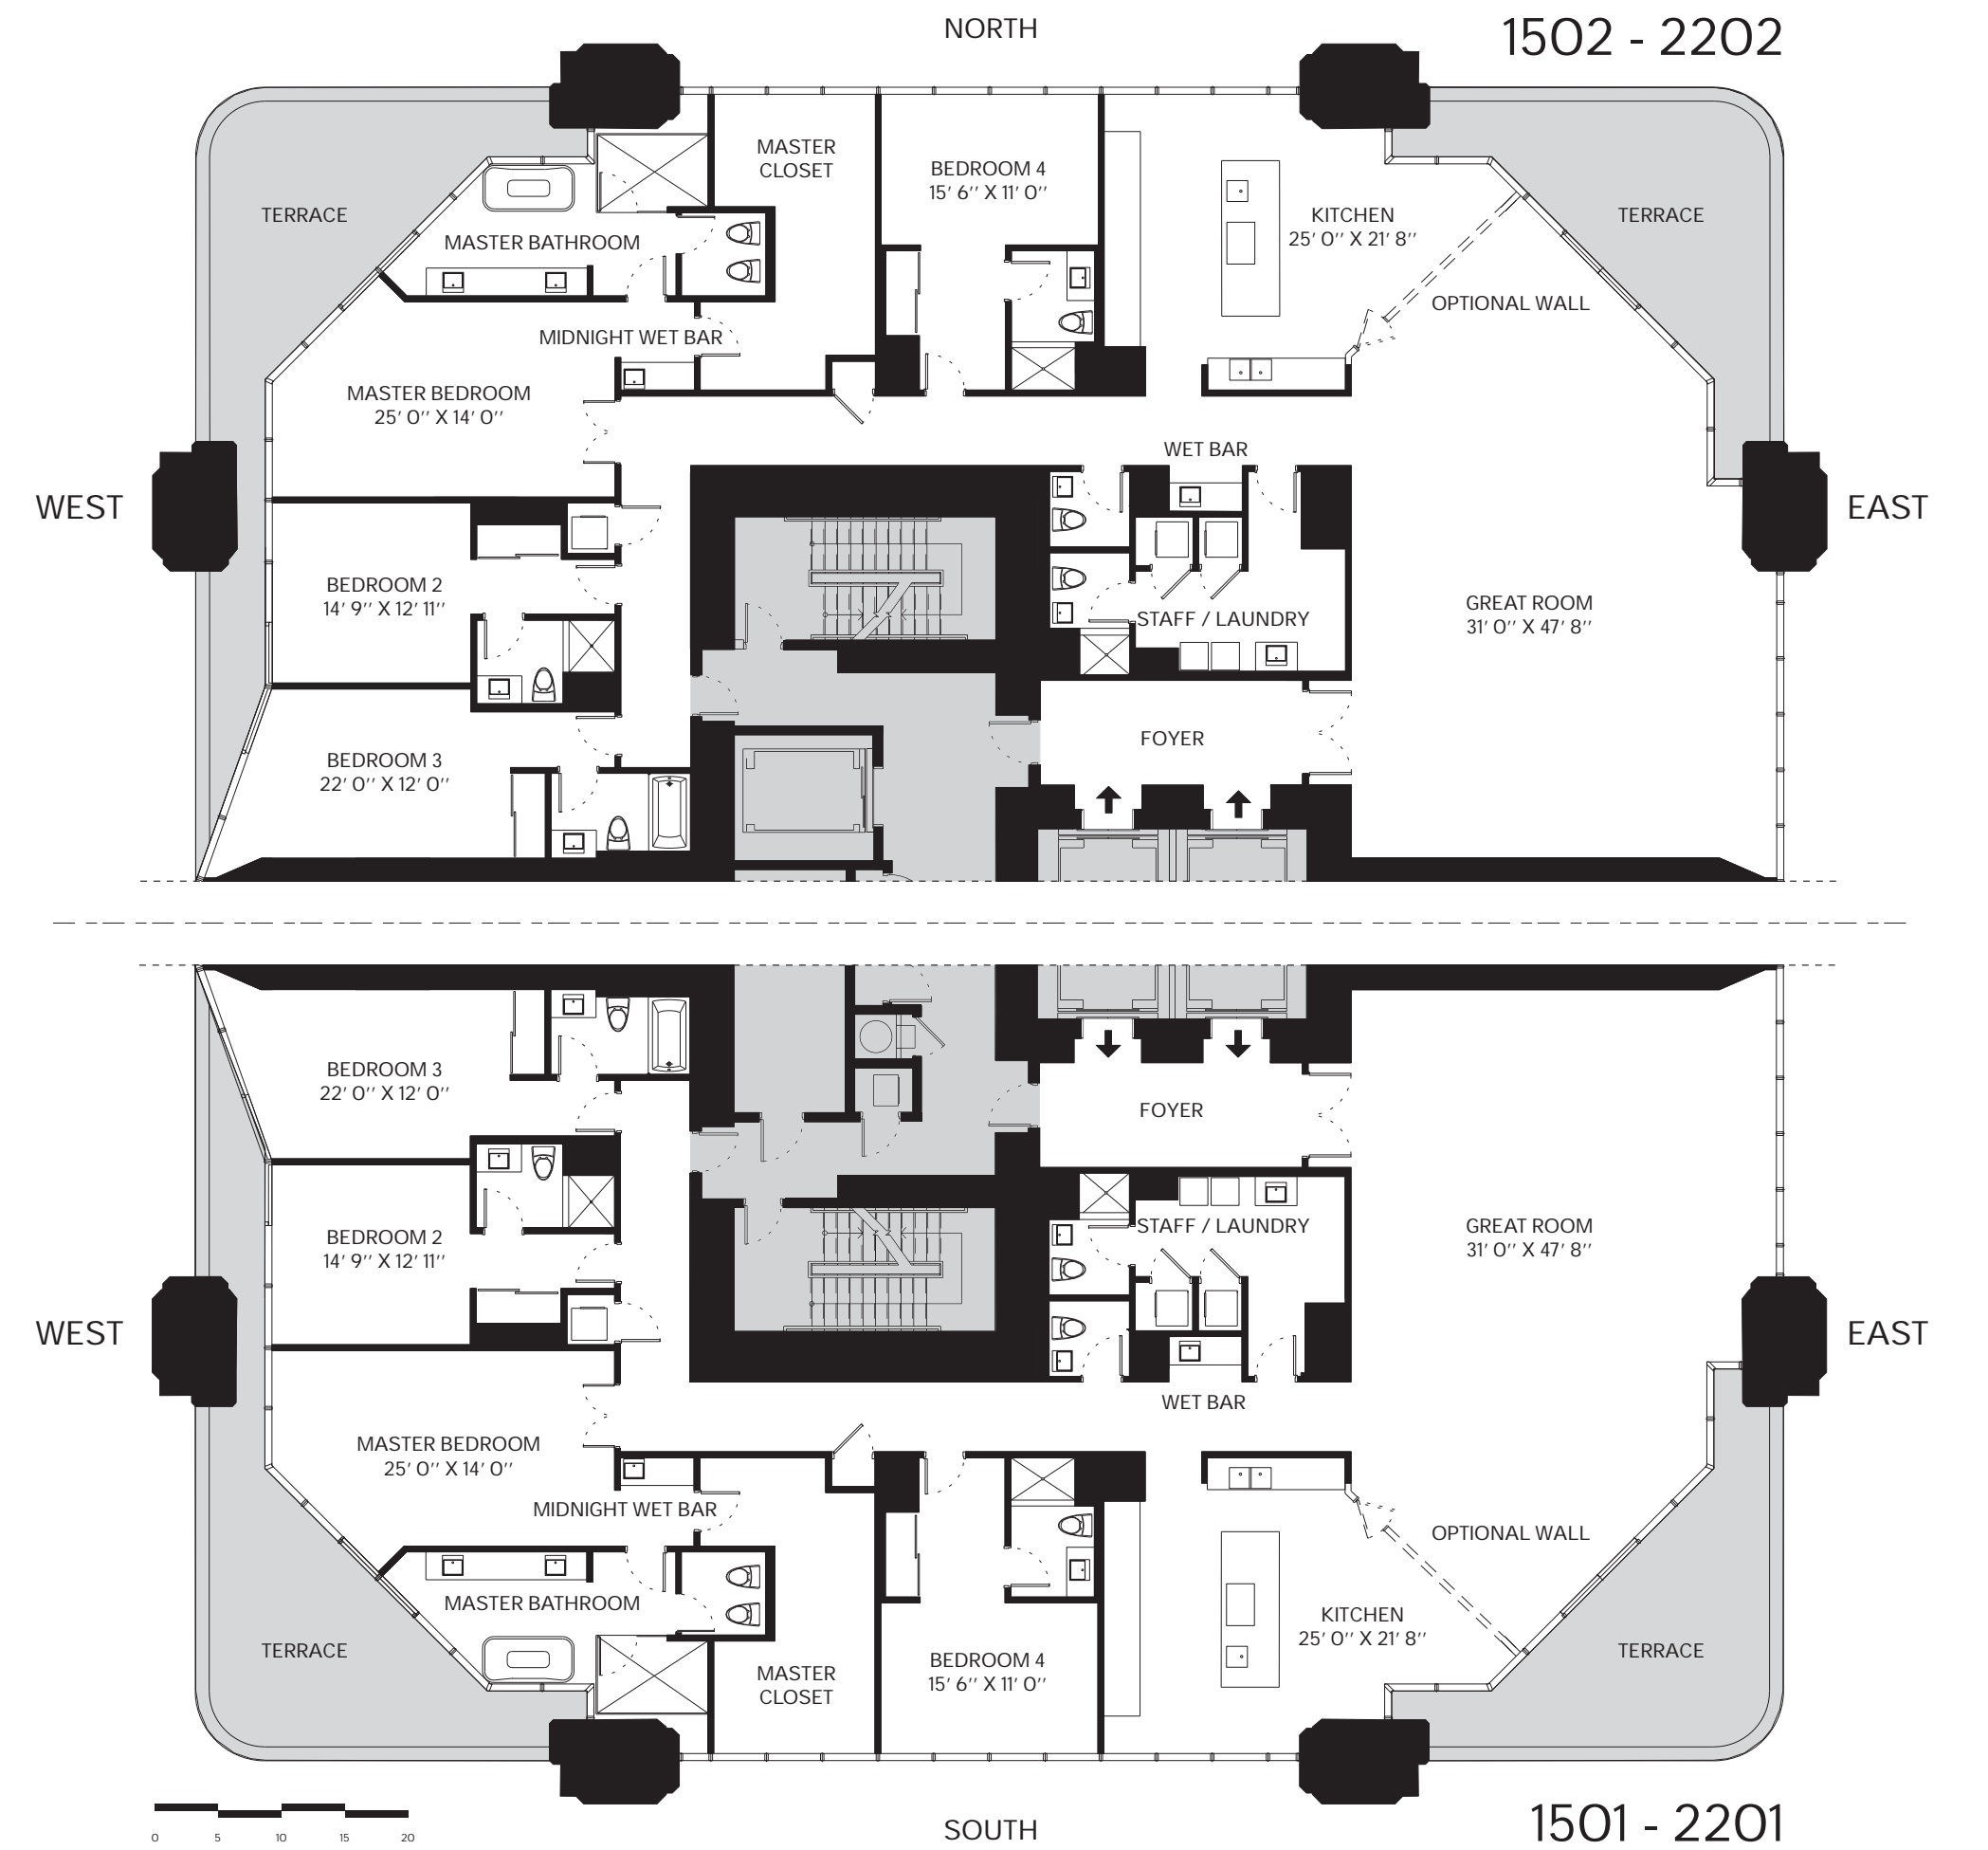 NORTH
1502 - 2202
MASTER
CLOSET
BEDROOM 4
15' 6'' X 11' 0''
TERRACE
MASTER BATHROOM
KITCHEN
25' 0'' X 21' 8''
TERRACE
OPTIONAL WALL
MIDNIGHT WET BAR
MASTER BEDROOM
25' 0'' X 14' 0''
WET BAR
WEST
EAST
BEDROOM 2
14' 9'' X 12' 11''
STAFF / LAUNDRY
GREAT ROOM
31' 0'' X 47' 8''
FOYER
BEDROOM 3
22' 0'' X 12' 0''
BEDROOM 3
22' 0'' X 12' 0''
FOYER
BEDROOM 2
14' 9'' X 12' 11''
STAFF / LAUNDRY
GREAT ROOM
31' 0'' X 47' 8''
WEST
EAST
WET BAR
MASTER BEDROOM
25' 0'' X 14' 0''
MIDNIGHT WET BAR
OPTIONAL WALL
MASTER BATHROOM
KITCHEN
25' 0'' X 21' 8''
TERRACE
TERRACE
MASTER
CLOSET
BEDROOM 4
15' 6'' X 11' 0''
0 5 10 15 20
SOUTH
1501 - 2201